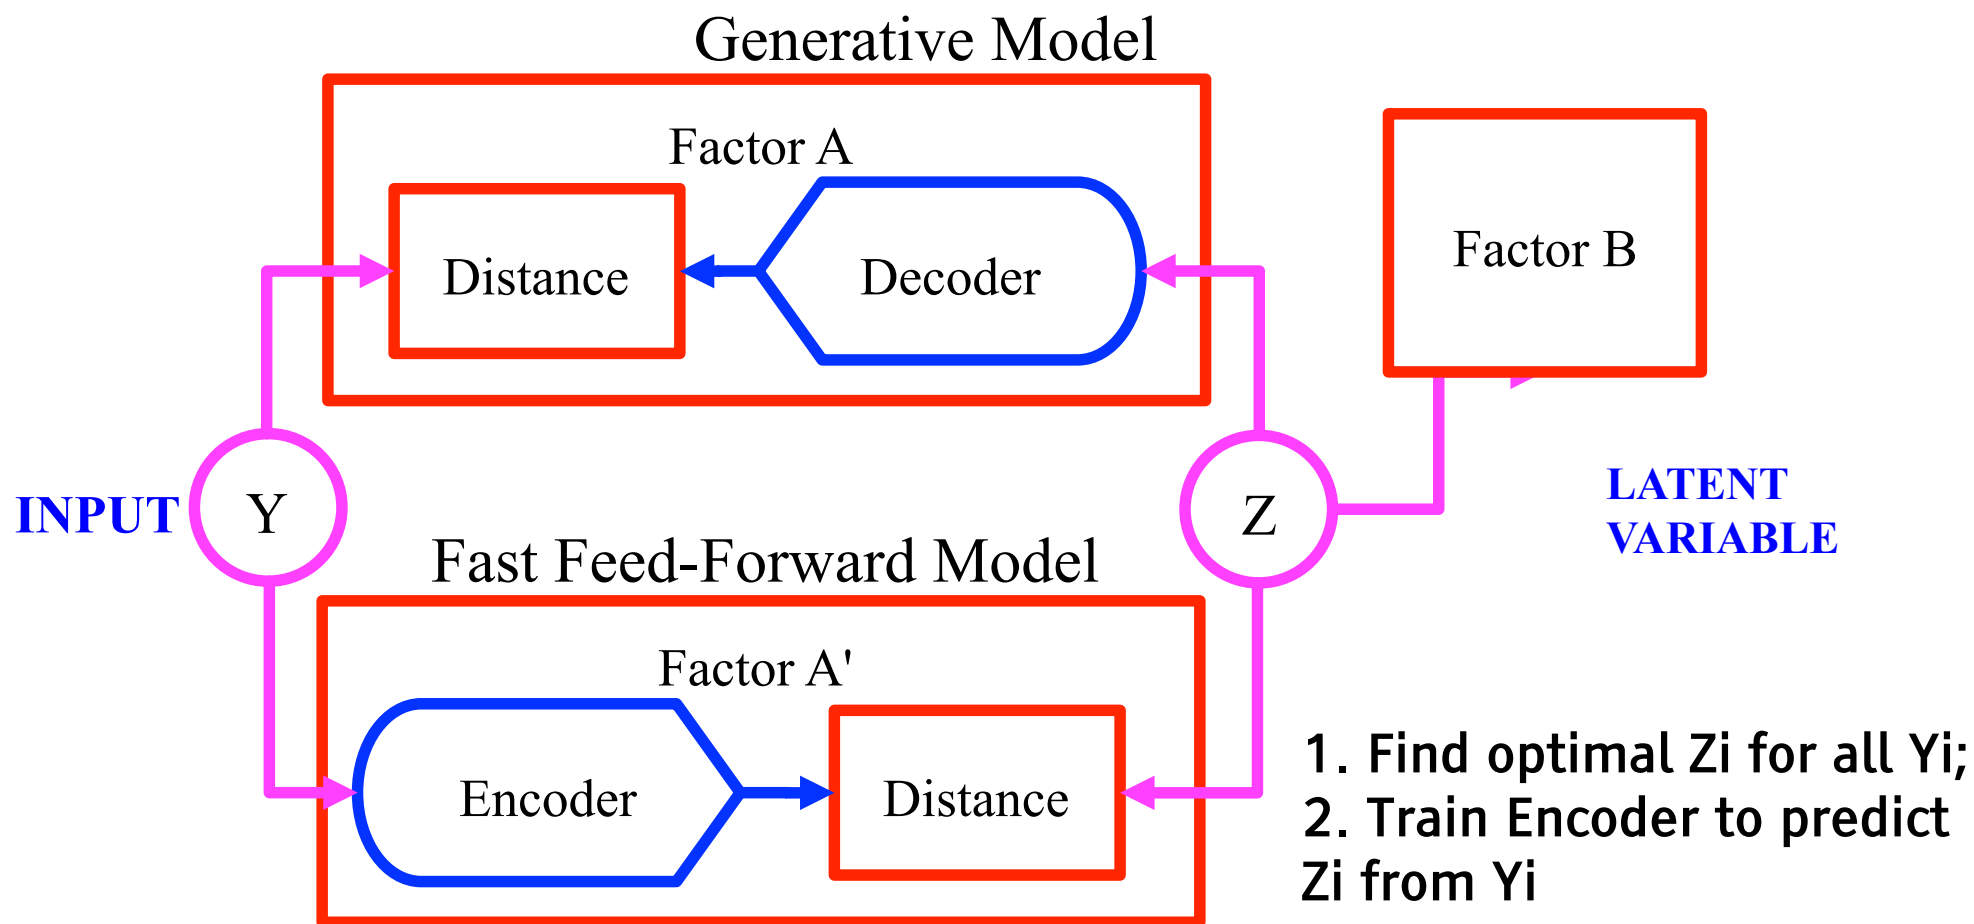 Generative Model
Factor A
Distance
Decoder
Factor B
INPUT
Y
Z
LATENT
VARIABLE
Fast Feed-Forward Model
Factor A'
Encoder
Distance
1. Find optimal Zi for all Yi;
2. Train Encoder to predict
Zi from Yi